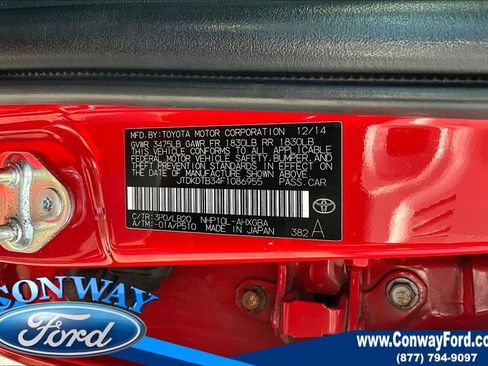 MFD.BY:TOYOTA MOTOR CORPORATION 12/14
GVWR 3475LB GAWR FR 1830LB RR 1830LB
THIS VEHICLE CONFORMS TO ALL APPLICABLE
FEDERAL MOTOR VEHICLE SAFETY, BUMPER, AND
THEFT PREVENTION STANDARDS IN EFFECT ON
THE DATE OF MANUFACTURE SHOWN ABOVE.
JTDKDTB34F1086955 PASS.CAR
C/TR:3P0/LB20 NHP10L-AHXGBA
A/TM:-01A/P510 MADE IN JAPAN 382 A
CONWAY
Ford
www.ConwayFord.com
(877) 794-9097
CONWAY
Ford